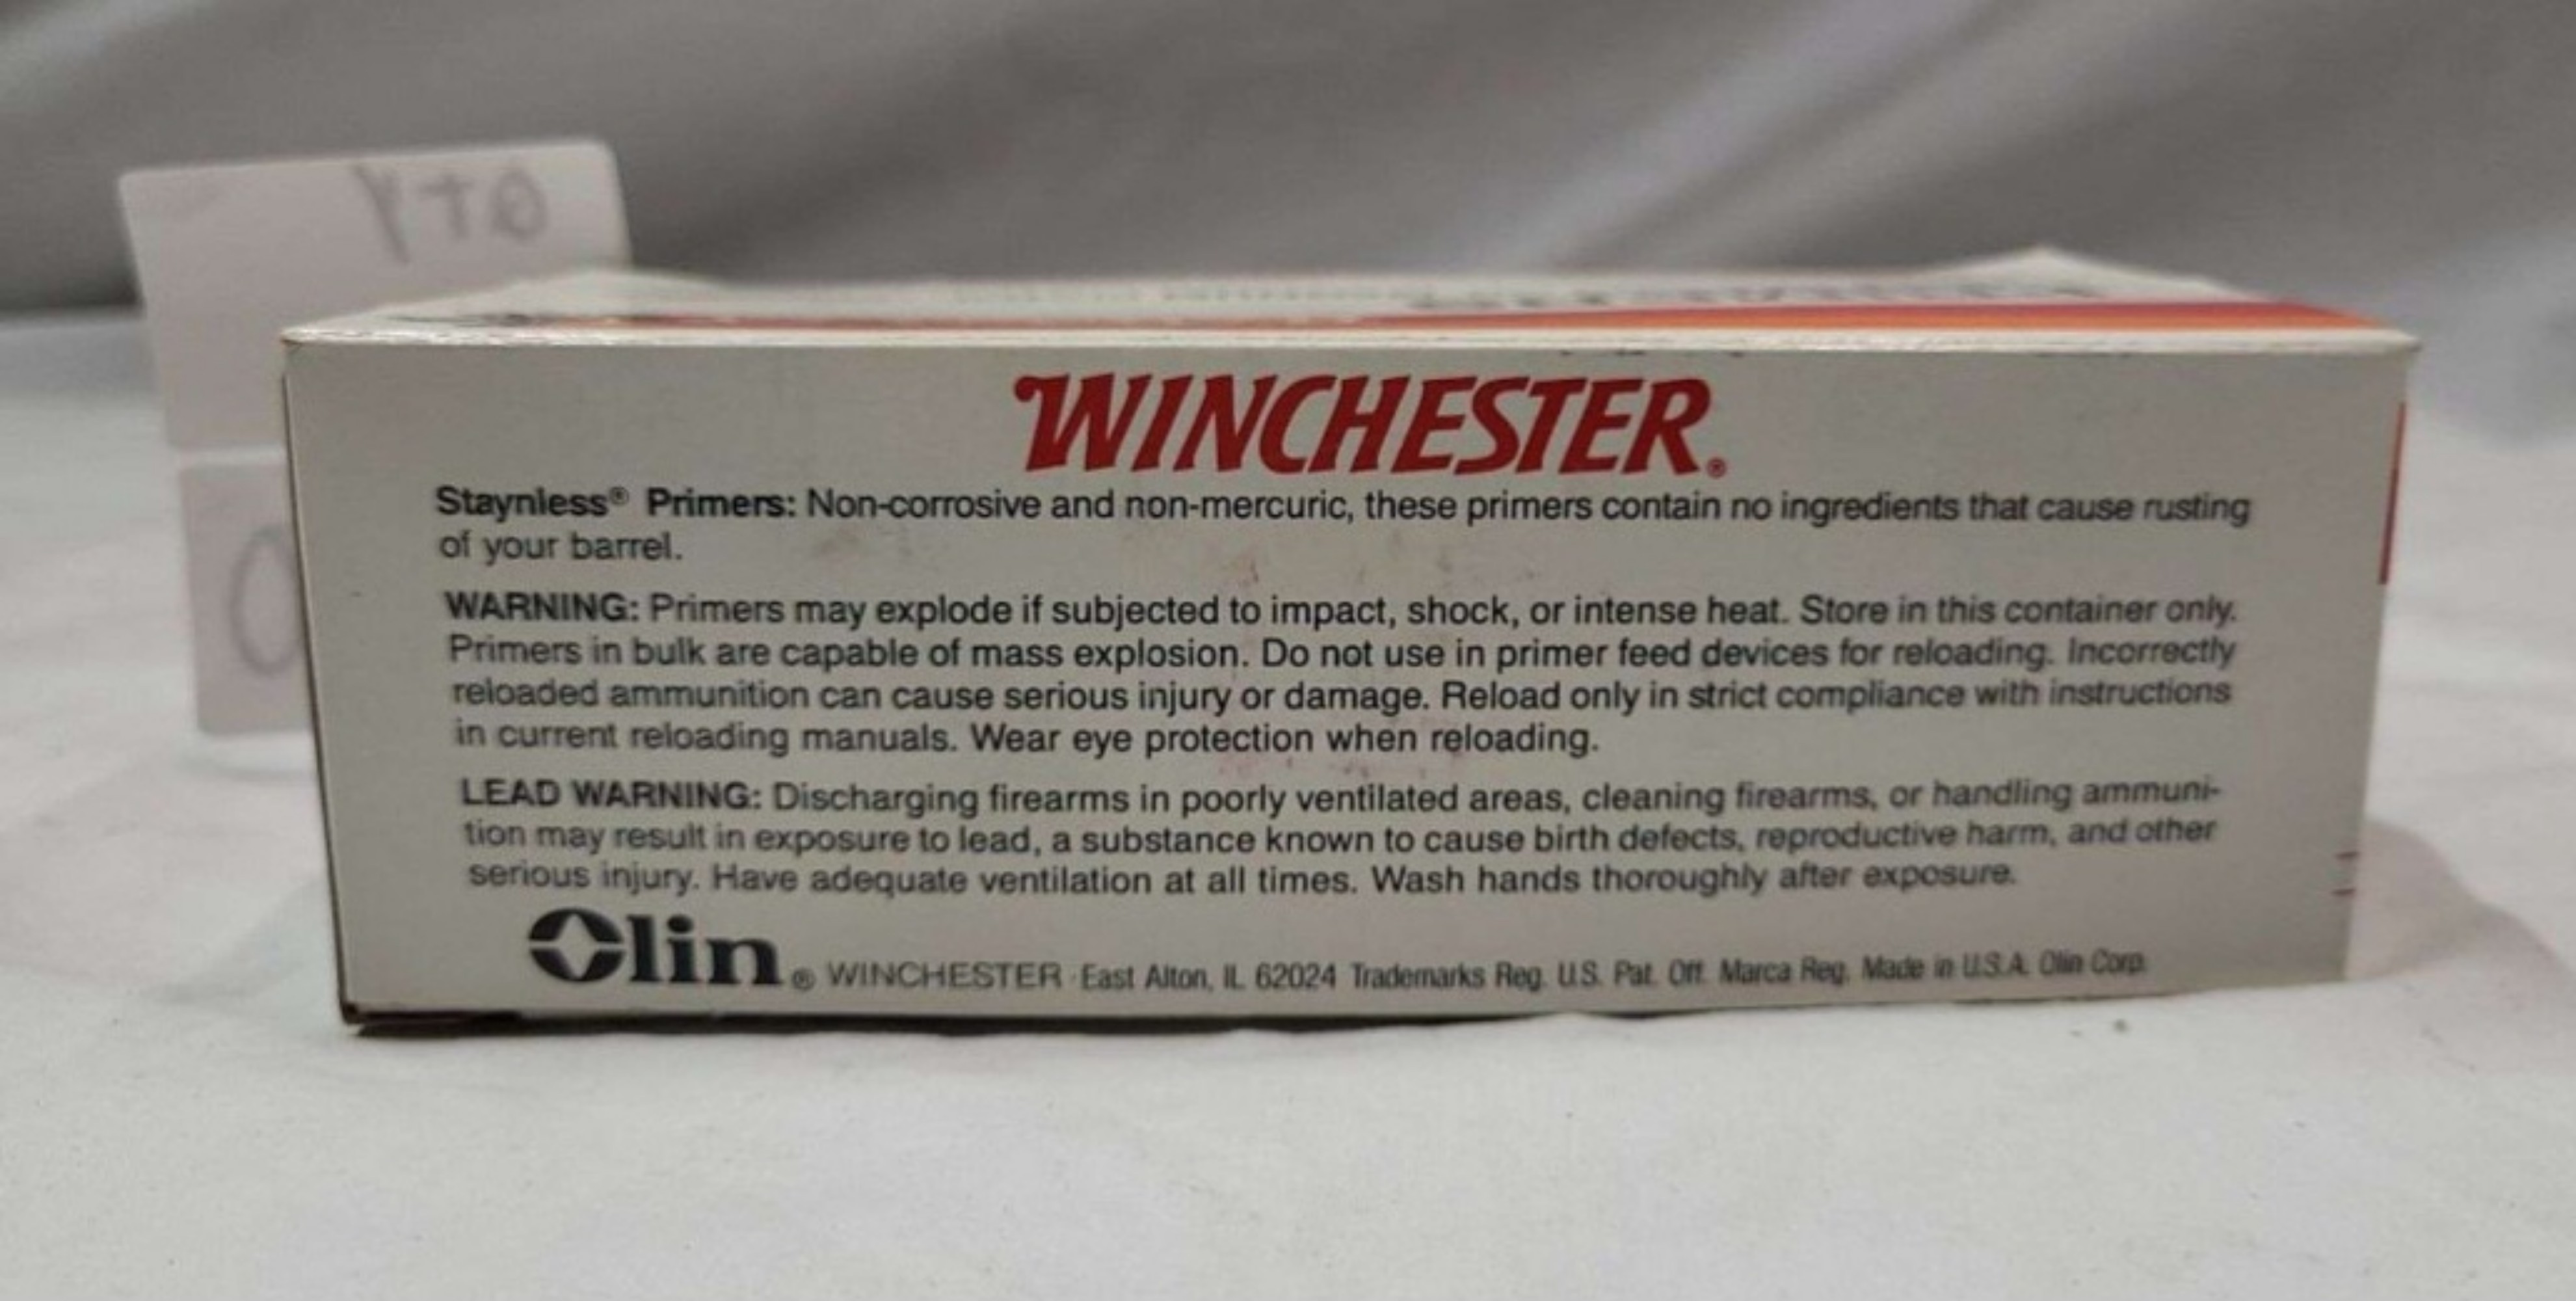 YTQ
WINCHESTER®
Staynless® Primers: Non-corrosive and non-mercuric, these primers contain no ingredients that cause rusting
of your barrel.
WARNING: Primers may explode if subjected to impact, shock, or intense heat. Store in this container only.
Primers in bulk are capable of mass explosion. Do not use in primer feed devices for reloading. Incorrectly
reloaded ammunition can cause serious injury or damage. Reload only in strict compliance with instructions
in current reloading manuals. Wear eye protection when reloading.
LEAD WARNING: Discharging firearms in poorly ventilated areas, cleaning firearms, or handling ammuni-
tion may result in exposure to lead, a substance known to cause birth defects, reproductive harm, and other
serious injury. Have adequate ventilation at all times. Wash hands thoroughly after exposure.
Olin® WINCHESTER · East Alton, IL 62024 Trademarks Reg. U.S. Pat. Off. Marca Reg. Made in U.S.A. Olin Corp.